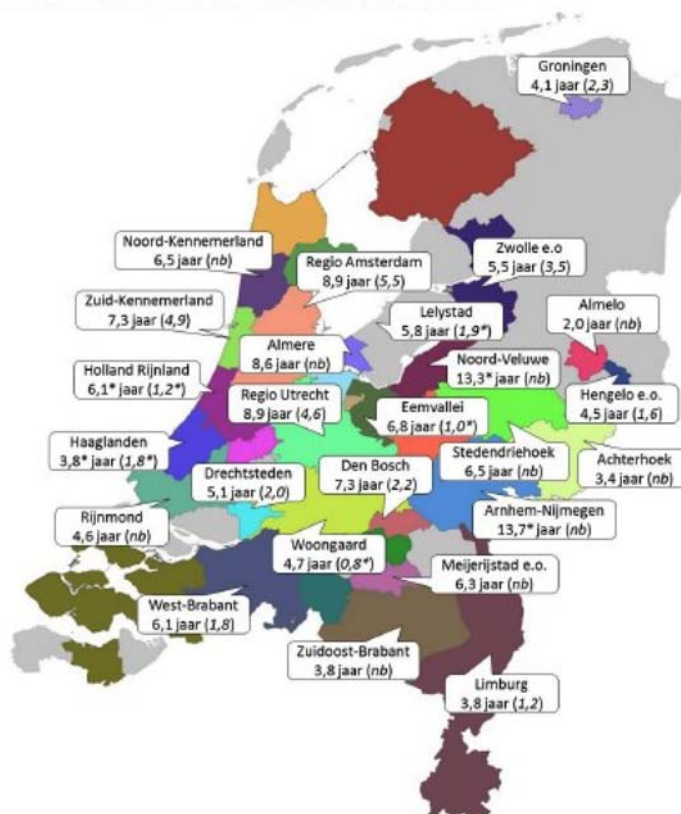 Groningen
4,1 jaar (2,3)
Noord-Kennemerland
6,5 jaar (nb)
Regio Amsterdam
8,9 jaar (5,5)
Zwolle e.o
5,5 jaar (3,5)
Zuid-Kennemerland
7,3 jaar (4,9)
Lelystad
5,8 jaar (1,9*)
Almelo
2,0 jaar (nb)
Almere
8,6 jaar (nb)
Noord-Veluwe
13,3* jaar (nb)
Holland Rijnland
6,1* jaar (1,2*)
Regio Utrecht
8,9 jaar (4,6)
Eemvallei
6,8 jaar (1,0*)
Hengelo e.o.
4,5 jaar (1,6)
Haaglanden
3,8* jaar (1,8*)
Stedendriehoek
6,5 jaar (nb)
Achterhoek
3,4 jaar (nb)
Drechtsteden
5,1 jaar (2,0)
Den Bosch
7,3 jaar (2,2)
Rijnmond
4,6 jaar (nb)
Arnhem-Nijmegen
13,7* jaar (nb)
Woongaard
4,7 jaar (0,8*)
Meijerijstad e.o.
6,3 jaar (nb)
West-Brabant
6,1 jaar (1,8)
Zuidoost-Brabant
3,8 jaar (nb)
Limburg
3,8 jaar (1,2)